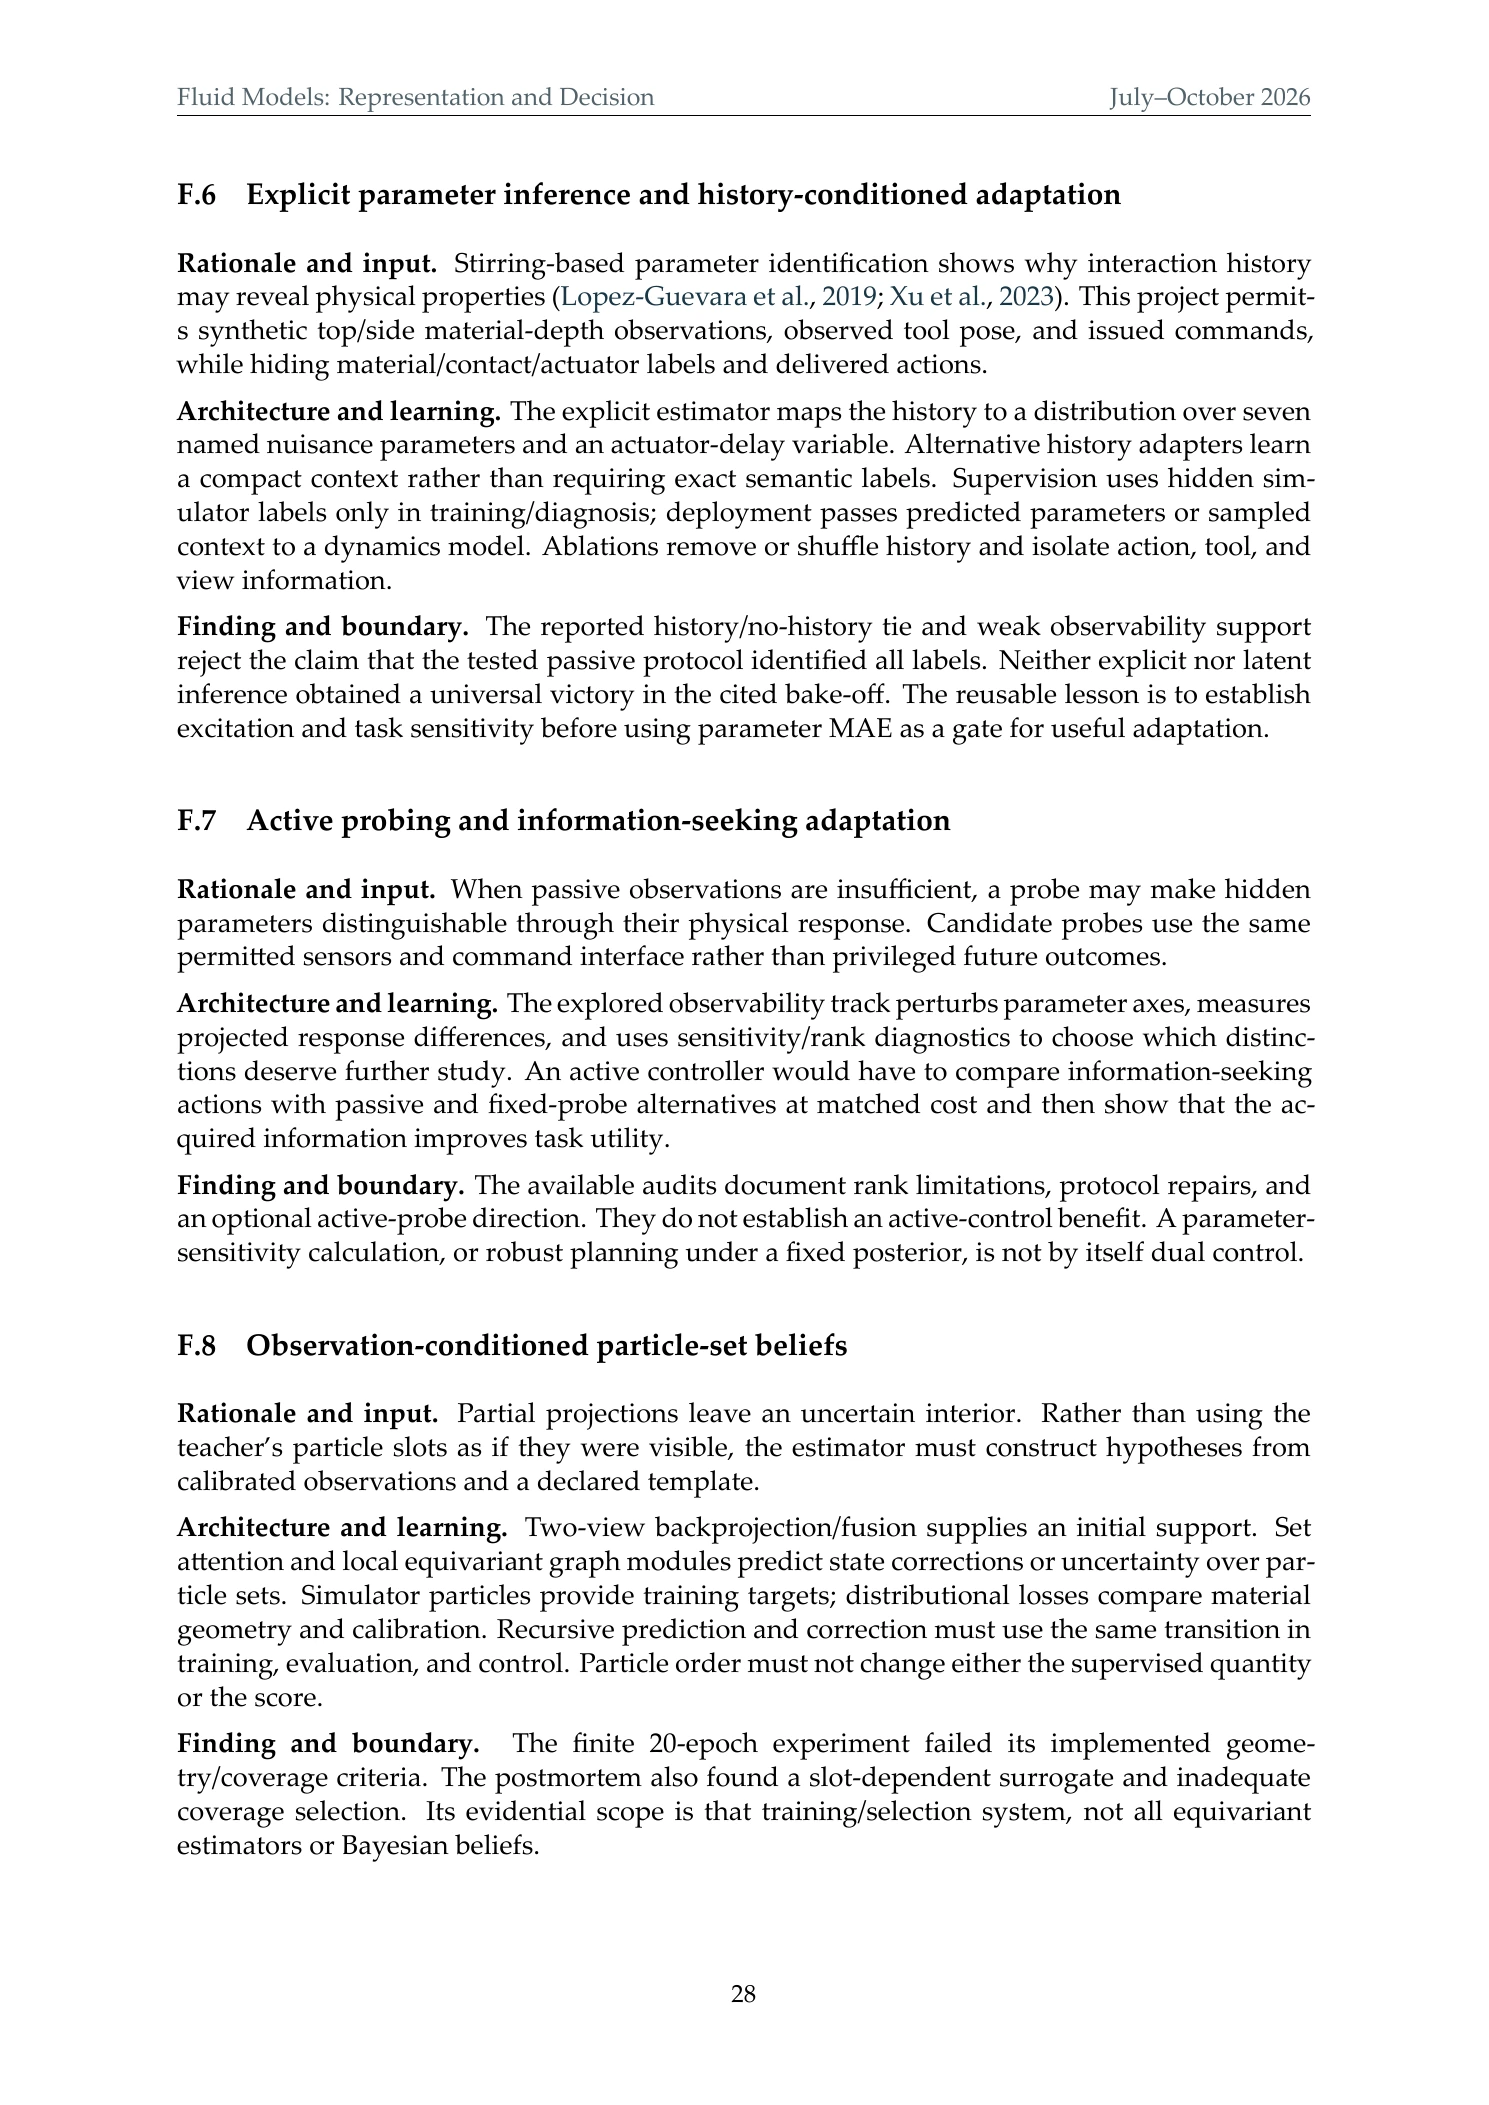 Fluid Models: Representation and Decision July–October 2026
F.6 Explicit parameter inference and history-conditioned adaptation
Rationale and input. Stirring-based parameter identification shows why interaction history
may reveal physical properties (Lopez-Guevara et al., 2019; Xu et al., 2023). This project permit-
s synthetic top/side material-depth observations, observed tool pose, and issued commands,
while hiding material/contact/actuator labels and delivered actions.
Architecture and learning. The explicit estimator maps the history to a distribution over seven
named nuisance parameters and an actuator-delay variable. Alternative history adapters learn
a compact context rather than requiring exact semantic labels. Supervision uses hidden sim-
ulator labels only in training/diagnosis; deployment passes predicted parameters or sampled
context to a dynamics model. Ablations remove or shuffle history and isolate action, tool, and
view information.
Finding and boundary. The reported history/no-history tie and weak observability support
reject the claim that the tested passive protocol identified all labels. Neither explicit nor latent
inference obtained a universal victory in the cited bake-off. The reusable lesson is to establish
excitation and task sensitivity before using parameter MAE as a gate for useful adaptation.
F.7 Active probing and information-seeking adaptation
Rationale and input. When passive observations are insufficient, a probe may make hidden
parameters distinguishable through their physical response. Candidate probes use the same
permitted sensors and command interface rather than privileged future outcomes.
Architecture and learning. The explored observability track perturbs parameter axes, measures
projected response differences, and uses sensitivity/rank diagnostics to choose which distinc-
tions deserve further study. An active controller would have to compare information-seeking
actions with passive and fixed-probe alternatives at matched cost and then show that the ac-
quired information improves task utility.
Finding and boundary. The available audits document rank limitations, protocol repairs, and
an optional active-probe direction. They do not establish an active-control benefit. A parameter-
sensitivity calculation, or robust planning under a fixed posterior, is not by itself dual control.
F.8 Observation-conditioned particle-set beliefs
Rationale and input. Partial projections leave an uncertain interior. Rather than using the
teacher's particle slots as if they were visible, the estimator must construct hypotheses from
calibrated observations and a declared template.
Architecture and learning. Two-view backprojection/fusion supplies an initial support. Set
attention and local equivariant graph modules predict state corrections or uncertainty over par-
ticle sets. Simulator particles provide training targets; distributional losses compare material
geometry and calibration. Recursive prediction and correction must use the same transition in
training, evaluation, and control. Particle order must not change either the supervised quantity
or the score.
Finding and boundary. The finite 20-epoch experiment failed its implemented geome-
try/coverage criteria. The postmortem also found a slot-dependent surrogate and inadequate
coverage selection. Its evidential scope is that training/selection system, not all equivariant
estimators or Bayesian beliefs.
28